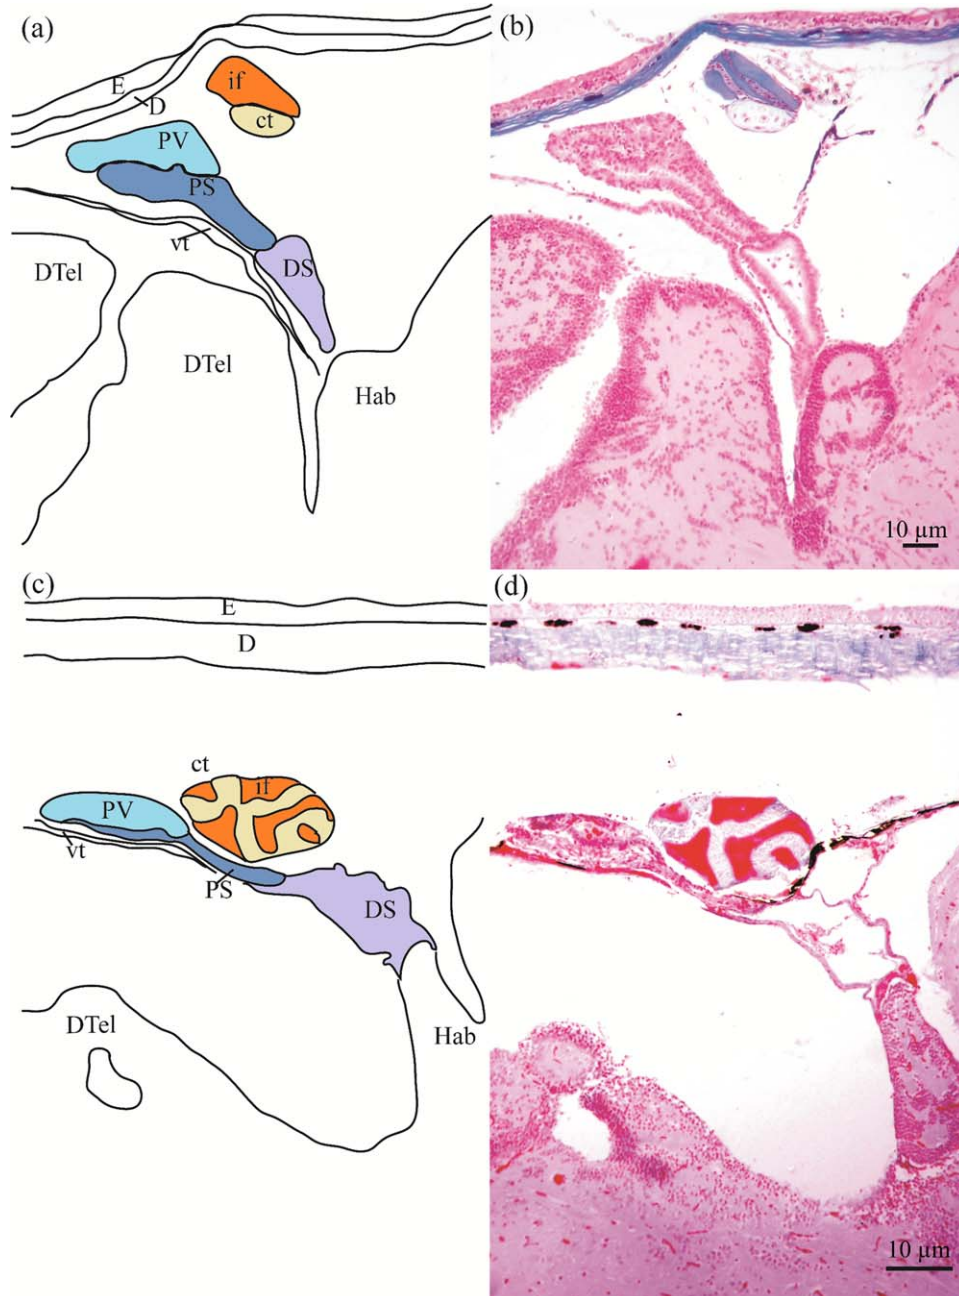 (a)
E
D
if
ct
PV
PS
vt
DS
DTel
DTel
Hab
(b)
10 µm
(c)
E
D
ct
if
PV
vt
PS
DS
DTel
Hab
(d)
10 µm